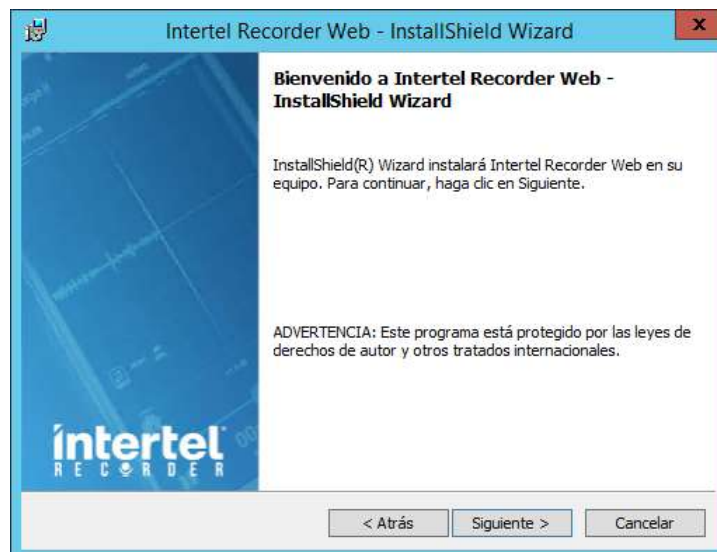 Intertel Recorder Web - InstallShield Wizard
x
Bienvenido a Intertel Recorder Web -
InstallShield Wizard
InstallShield(R) Wizard instalará Intertel Recorder Web en su
equipo. Para continuar, haga clic en Siguiente.
ADVERTENCIA: Este programa está protegido por las leyes de
derechos de autor y otros tratados internacionales.
íntertel
RECORDER
< Atrás
Siguiente >
Cancelar